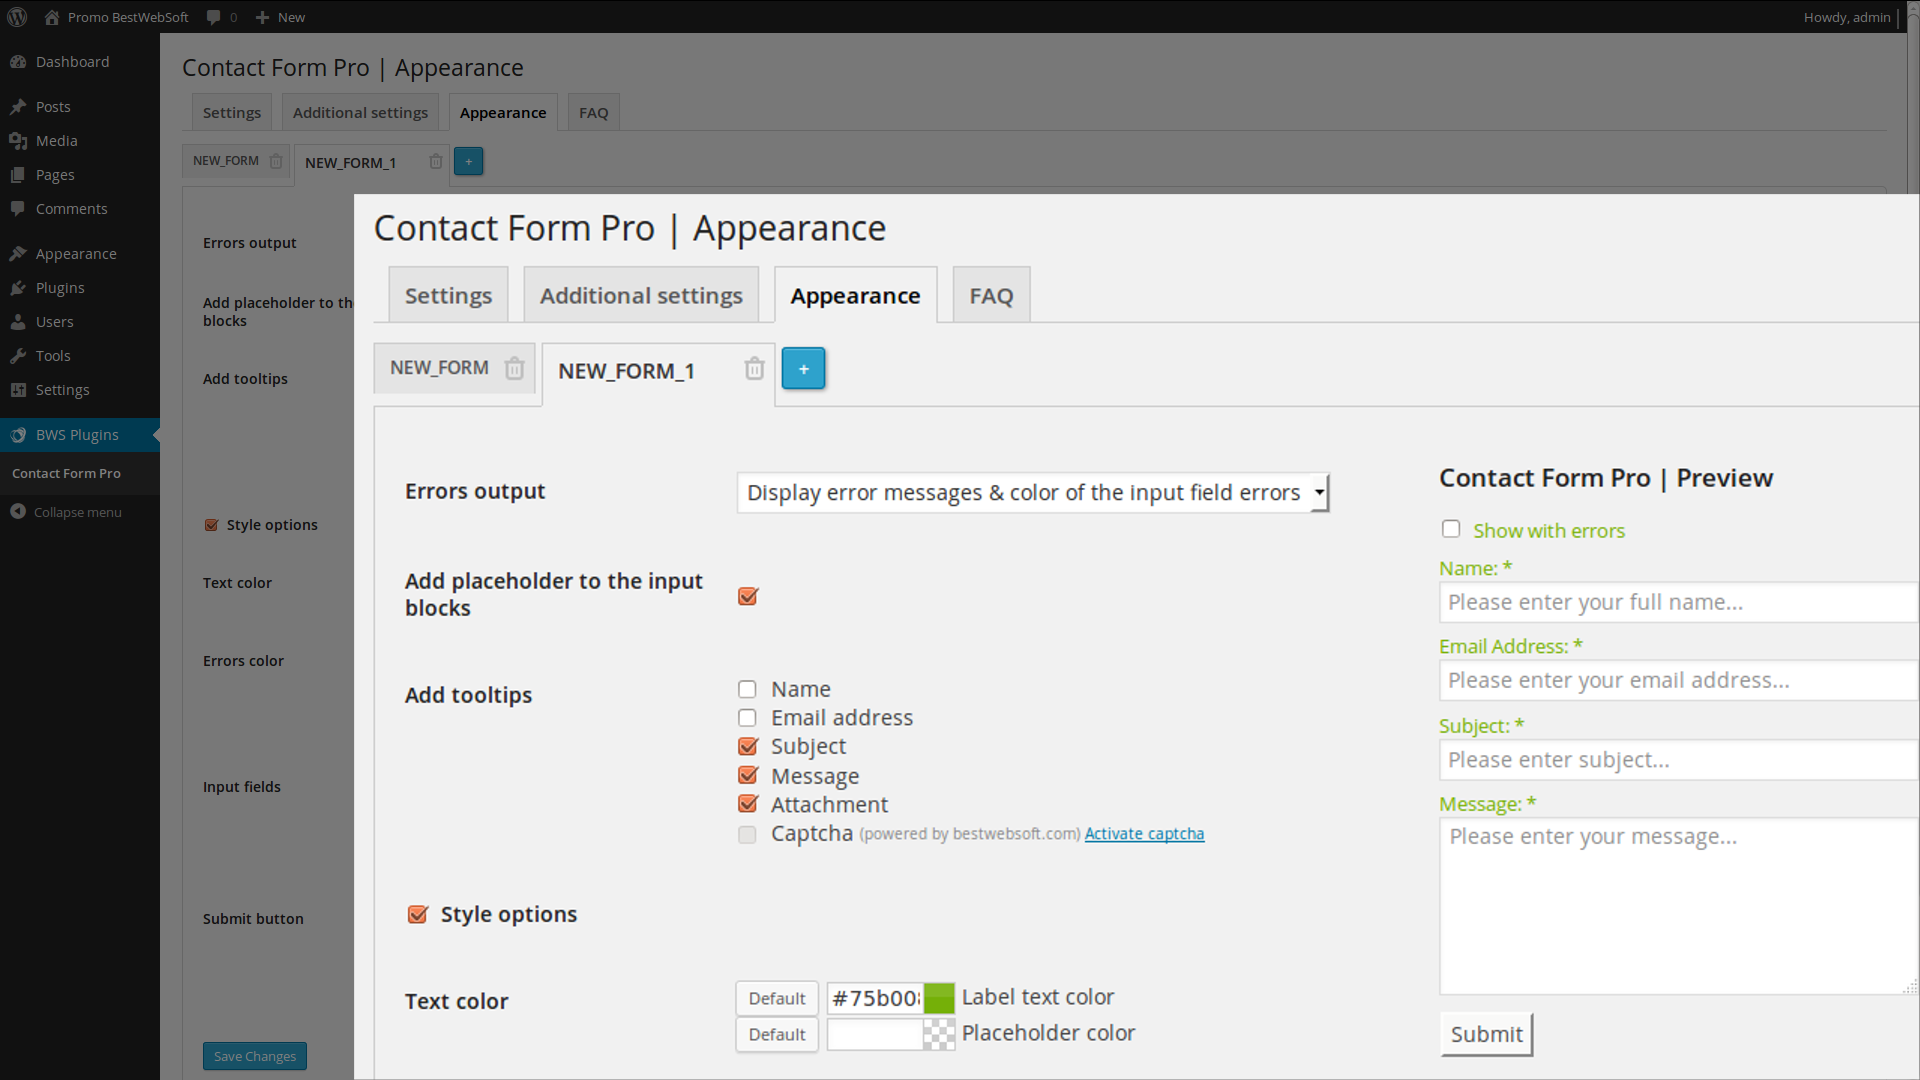 Promo BestWebSoft 0 + New Howdy, admin
Dashboard
Posts
Media
Pages
Comments
Appearance
Plugins
Users
Tools
Settings
BWS Plugins
Contact Form Pro
Collapse menu
Contact Form Pro | Appearance
Settings Additional settings Appearance FAQ
NEW_FORM NEW_FORM_1 +
Errors output
Add placeholder to the
blocks
Add tooltips
Style options
Text color
Errors color
Input fields
Submit button
Save Changes
Contact Form Pro | Appearance
Settings Additional settings Appearance FAQ
NEW_FORM NEW_FORM_1 +
Errors output Display error messages & color of the input field errors
Add placeholder to the input
blocks
Add tooltips
Name
Email address
Subject
Message
Attachment
Captcha (powered by bestwebsoft.com) Activate captcha
Style options
Text color
Default #75b00 Label text color
Default Placeholder color
Contact Form Pro | Preview
Show with errors
Name: *
Please enter your full name...
Email Address: *
Please enter your email address...
Subject: *
Please enter subject...
Message: *
Please enter your message...
Submit